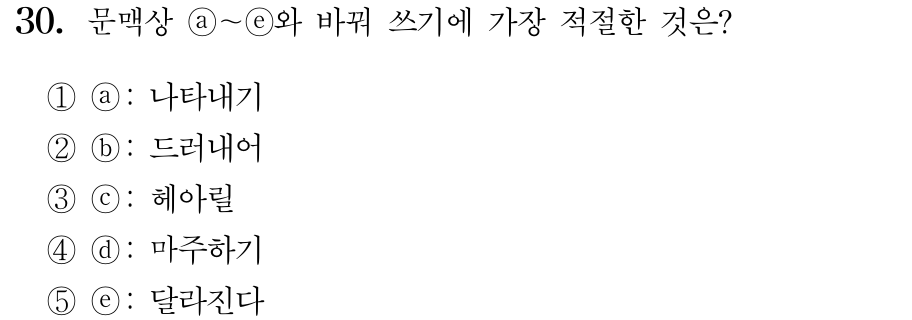 30. 문맥상 ⓐ~ⓔ와 바꿔 쓰기에 가장 적절한 것은?
① ⓐ: 나타내기
② ⓑ: 드러내어
③ ⓒ: 헤아릴
④ ⓓ: 마주하기
⑤ ⓔ: 달라진다